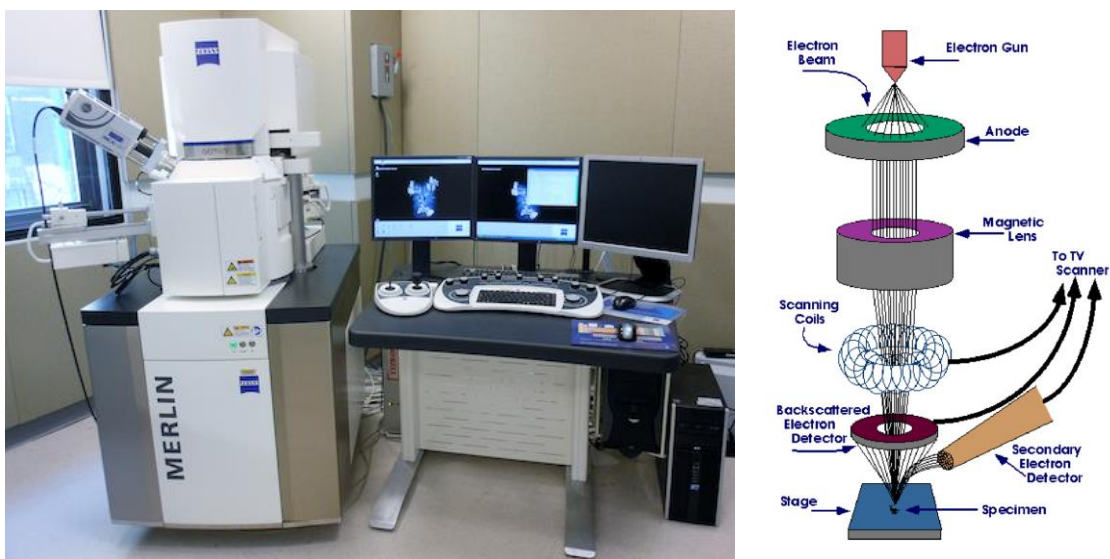 ZEISS
MERLIN
ZEISS
Electron
Beam
Electron Gun
Anode
Magnetic
Lens
To TV
Scanner
Scanning
Coils
Backscattered
Electron
Detector
Secondary
Electron
Detector
Stage
Specimen